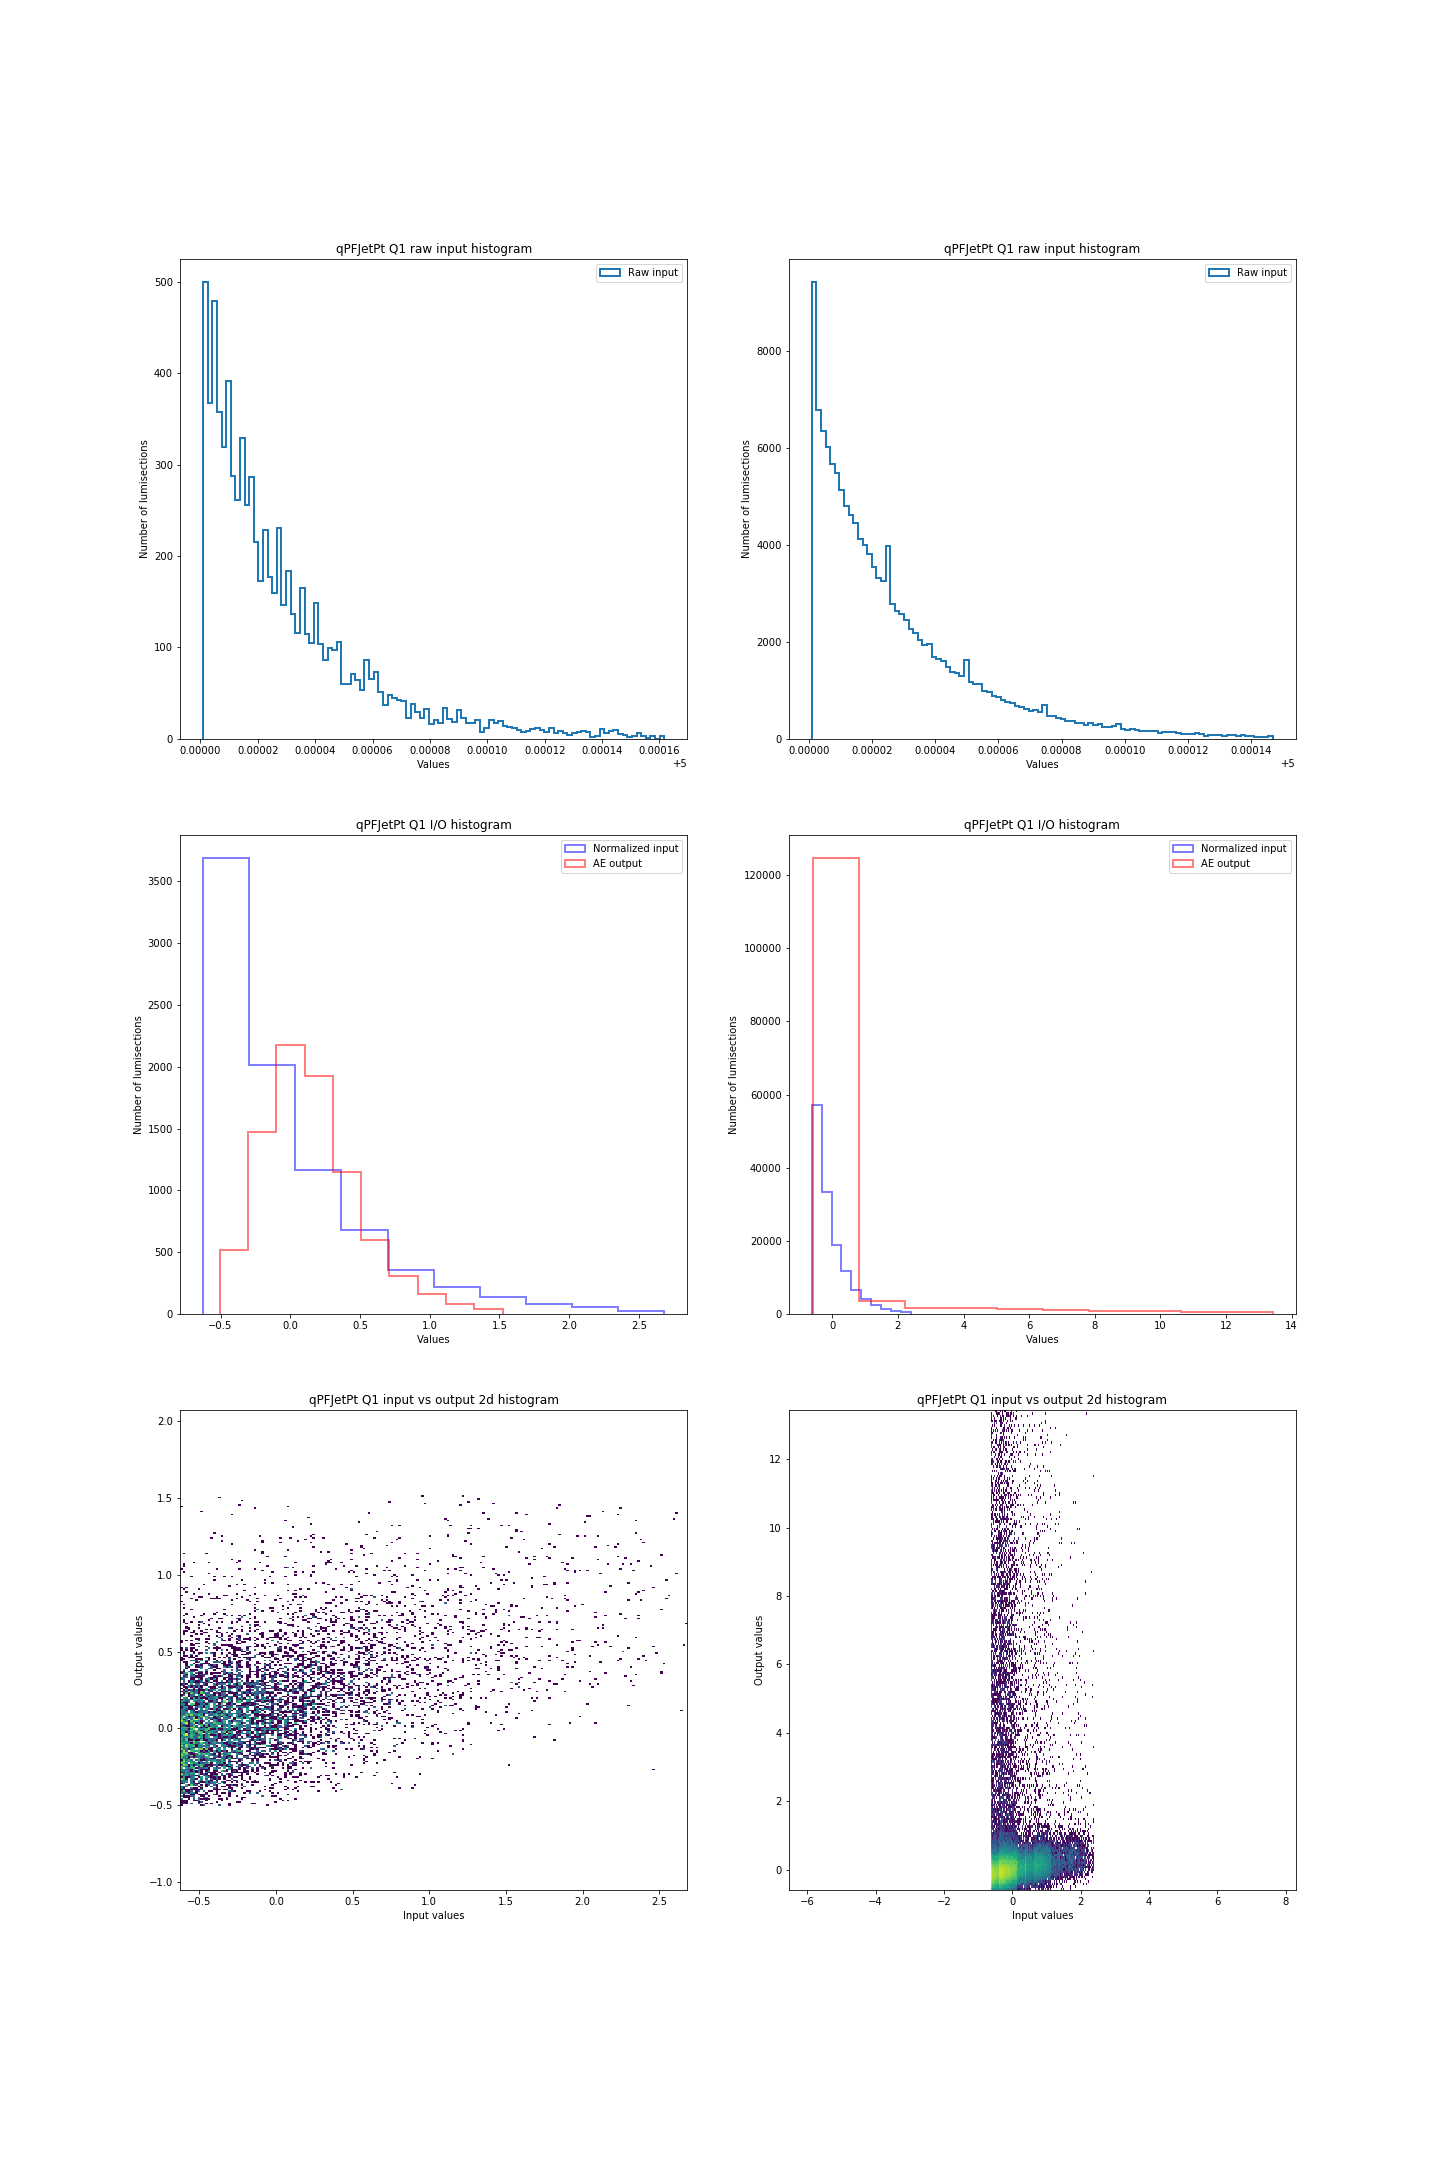 qPFJetPt Q1 raw input histogram
Raw input
Number of lumisections
500
400
300
200
100
0
0.00000 0.00002 0.00004 0.00006 0.00008 0.00010 0.00012 0.00014 0.00016
Values
+5
qPFJetPt Q1 raw input histogram
Raw input
Number of lumisections
8000
6000
4000
2000
0
0.00000 0.00002 0.00004 0.00006 0.00008 0.00010 0.00012 0.00014
Values
+5
qPFJetPt Q1 I/O histogram
Normalized input
AE output
Number of lumisections
3500
3000
2500
2000
1500
1000
500
0
−0.5 0.0 0.5 1.0 1.5 2.0 2.5
Values
qPFJetPt Q1 I/O histogram
Normalized input
AE output
Number of lumisections
120000
100000
80000
60000
40000
20000
0
0 2 4 6 8 10 12 14
Values
qPFJetPt Q1 input vs output 2d histogram
Output values
2.0
1.5
1.0
0.5
0.0
−0.5
−1.0
−0.5 0.0 0.5 1.0 1.5 2.0 2.5
Input values
qPFJetPt Q1 input vs output 2d histogram
Output values
12
10
8
6
4
2
0
−6 −4 −2 0 2 4 6 8
Input values